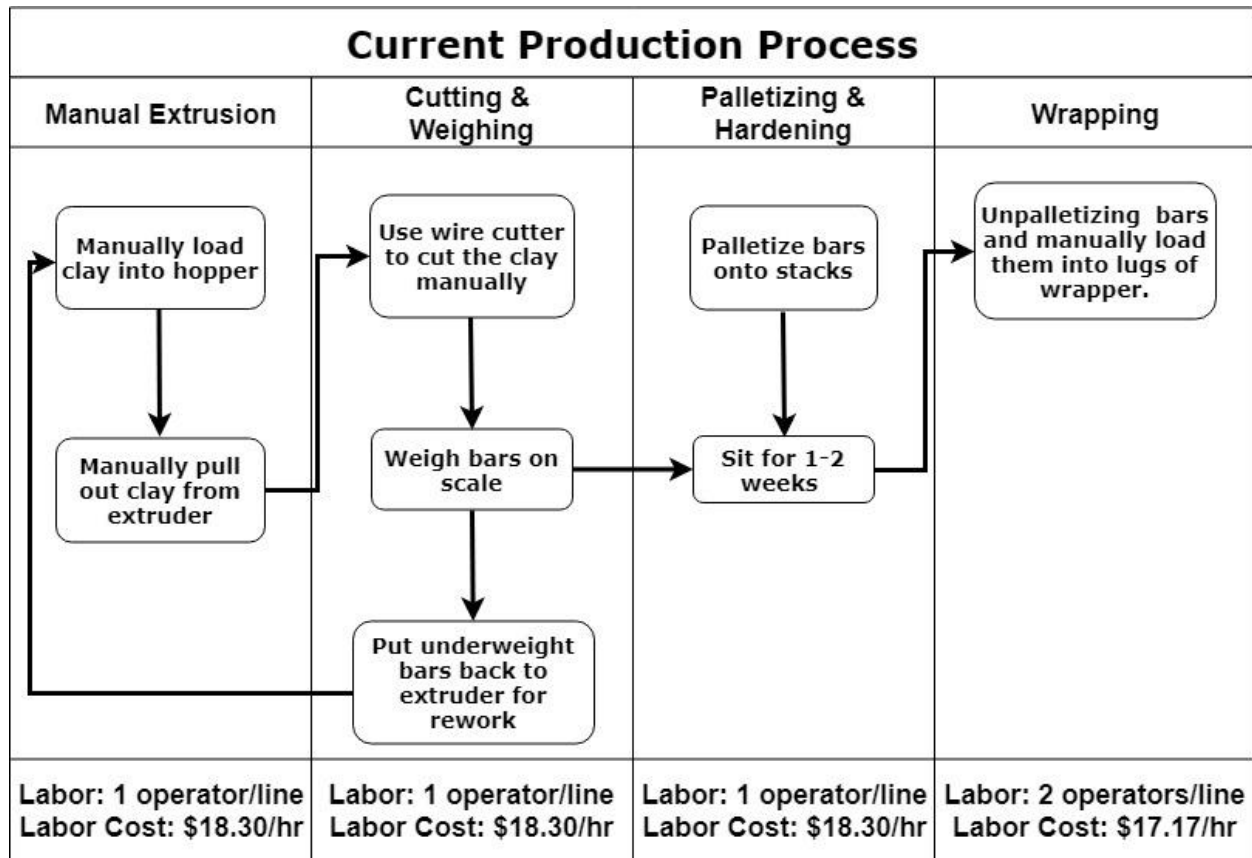 Current Production Process
Manual Extrusion
Cutting &
Weighing
Palletizing &
Hardening
Wrapping
Manually load
clay into hopper
Manually pull
out clay from
extruder
Use wire cutter
to cut the clay
manually
Weigh bars on
scale
Put underweight
bars back to
extruder for
rework
Palletize bars
onto stacks
Sit for 1-2
weeks
Unpalletizing bars
and manually load
them into lugs of
wrapper.
Labor: 1 operator/line
Labor Cost: $18.30/hr
Labor: 1 operator/line
Labor Cost: $18.30/hr
Labor: 1 operator/line
Labor Cost: $18.30/hr
Labor: 2 operators/line
Labor Cost: $17.17/hr